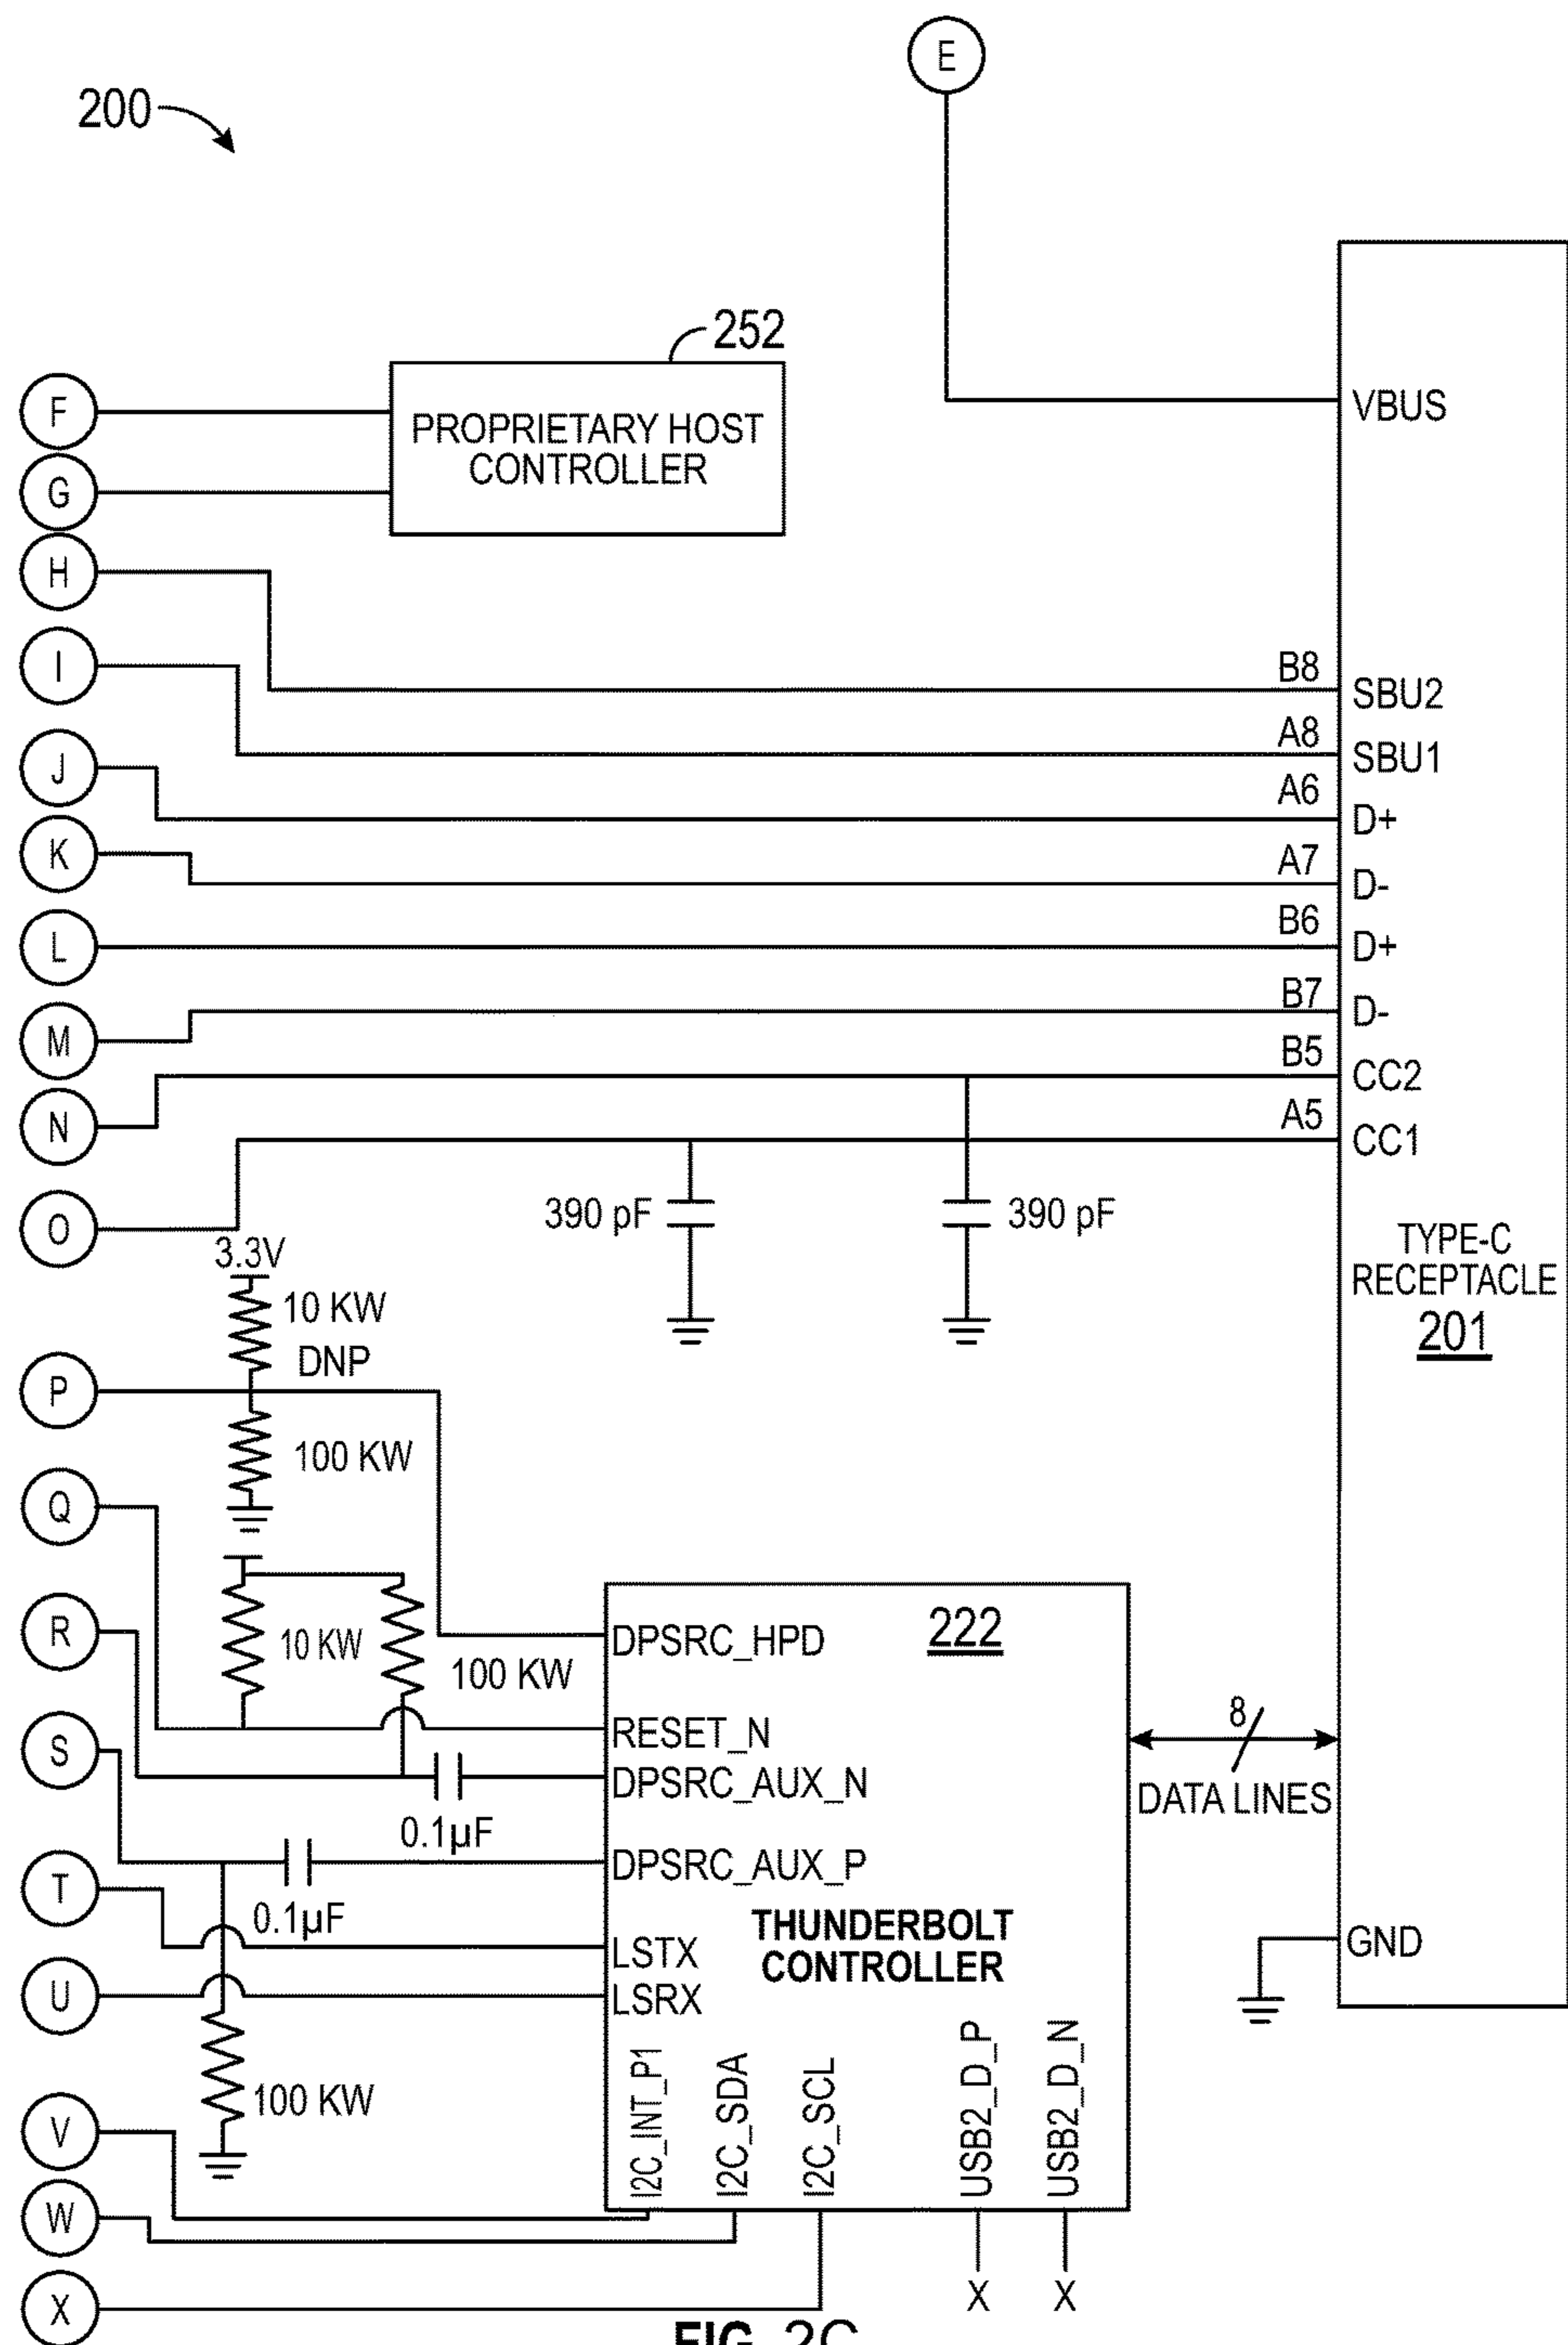 E
200
252
F
PROPRIETARY HOST
CONTROLLER
VBUS
G
H
I
B8
SBU2
A8
SBU1
J
A6
D+
K
A7
D-
L
B6
D+
M
B7
D-
B5
CC2
N
A5
CC1
O
390 pF
390 pF
3.3V
10 KW
DNP
TYPE-C
RECEPTACLE
201
P
100 KW
Q
R
10 KW
100 KW
DPSRC_HPD
222
S
RESET_N
DPSRC_AUX_N
0.1µF
8
DATA LINES
T
DPSRC_AUX_P
0.1µF
THUNDERBOLT
CONTROLLER
LSTX
GND
U
LSRX
100 KW
V
I2C_INT_P1
I2C_SDA
I2C_SCL
USB2_D_P
USB2_D_N
W
X
X
X
FIG. 2C